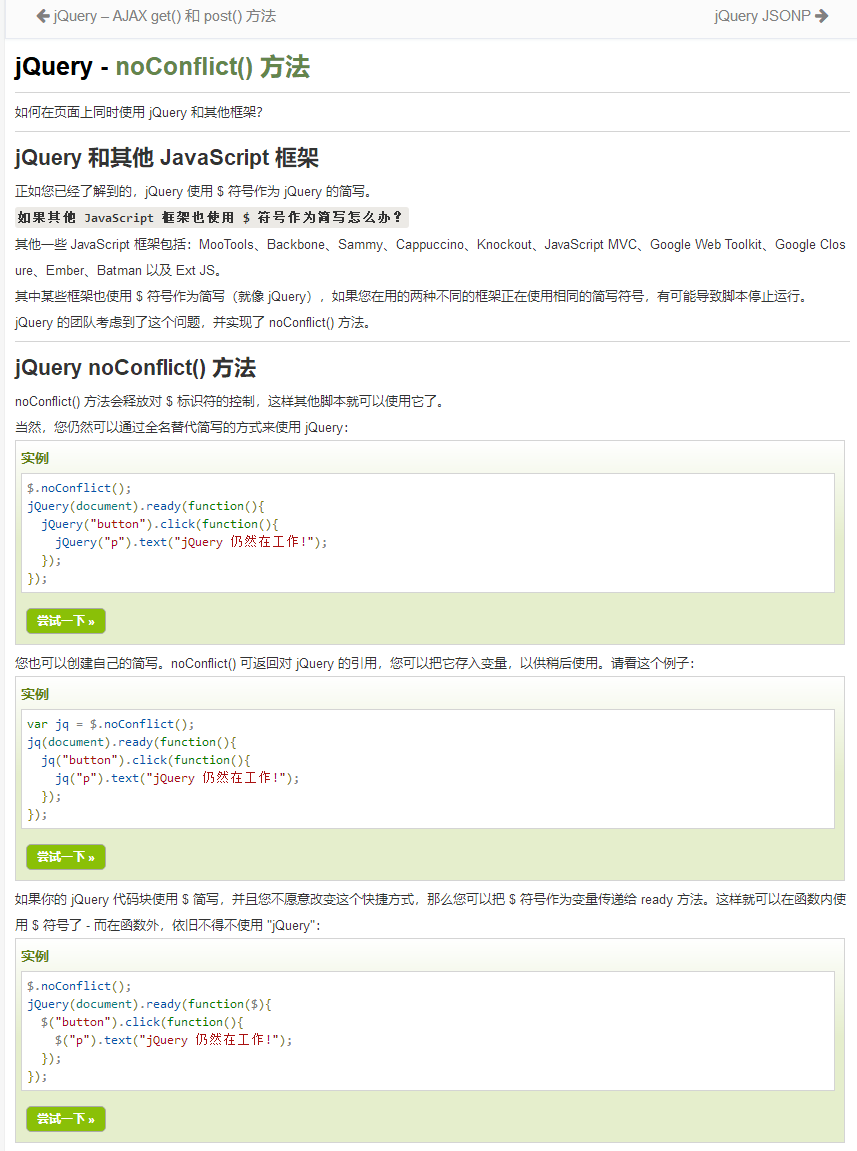 jQuery – AJAX get() 和 post() 方法
jQuery JSONP
jQuery - noConflict() 方法
如何在页面上同时使用 jQuery 和其他框架？
jQuery 和其他 JavaScript 框架
正如您已经了解到的，jQuery 使用 $ 符号作为 jQuery 的简写。
如果其他 JavaScript 框架也使用 $ 符号作为简写怎么办？
其他一些 JavaScript 框架包括：MooTools、Backbone、Sammy、Cappuccino、Knockout、JavaScript MVC、Google Web Toolkit、Google Clos
ure、Ember、Batman 以及 Ext JS。
其中某些框架也使用 $ 符号作为简写（就像 jQuery），如果您在用的两种不同的框架正在使用相同的简写符号，有可能导致脚本停止运行。
jQuery 的团队考虑到了这个问题，并实现了 noConflict() 方法。
jQuery noConflict() 方法
noConflict() 方法会释放对 $ 标识符的控制，这样其他脚本就可以使用它了。
当然，您仍然可以通过全名替代简写的方式来使用 jQuery：
实例
$.noConflict();
jQuery(document).ready(function(){
  jQuery("button").click(function(){
    jQuery("p").text("jQuery 仍然在工作!");
  });
});
尝试一下 »
您也可以创建自己的简写。noConflict() 可返回对 jQuery 的引用，您可以把它存入变量，以供稍后使用。请看这个例子：
实例
var jq = $.noConflict();
jq(document).ready(function(){
  jq("button").click(function(){
    jq("p").text("jQuery 仍然在工作!");
  });
});
尝试一下 »
如果你的 jQuery 代码块使用 $ 简写，并且您不愿意改变这个快捷方式，那么您可以把 $ 符号作为变量传递给 ready 方法。这样就可以在函数内使
用 $ 符号了 - 而在函数外，依旧不得不使用 "jQuery"：
实例
$.noConflict();
jQuery(document).ready(function($){
  $("button").click(function(){
    $("p").text("jQuery 仍然在工作!");
  });
});
尝试一下 »